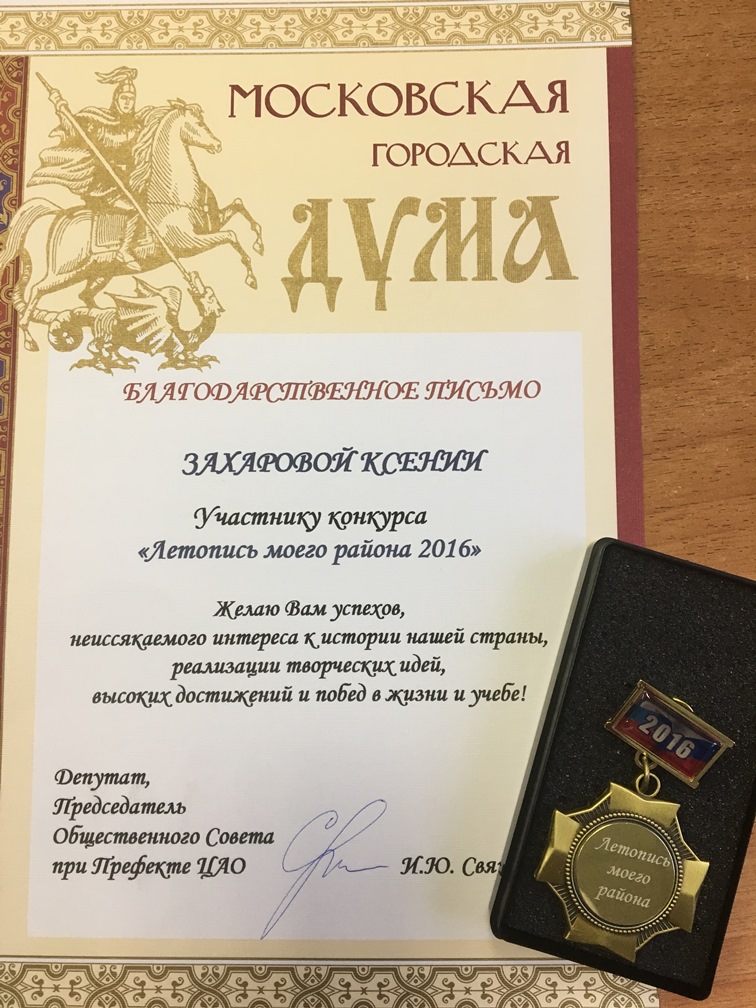 МОСКОВСКАЯ
ГОРОДСКАЯ
ДУМА
БЛАГОДАРСТВЕННОЕ ПИСЬМО
ЗАХАРОВОЙ КСЕНИИ
Участнику конкурса
«Летопись моего района 2016»
Желаю Вам успехов,
неиссякаемого интереса к истории нашей страны,
реализации творческих идей,
высоких достижений и побед в жизни и учебе!
Депутат,
Председатель
Общественного Совета
при Префекте ЦАО
И.Ю.
2016
Летопись
моего
района